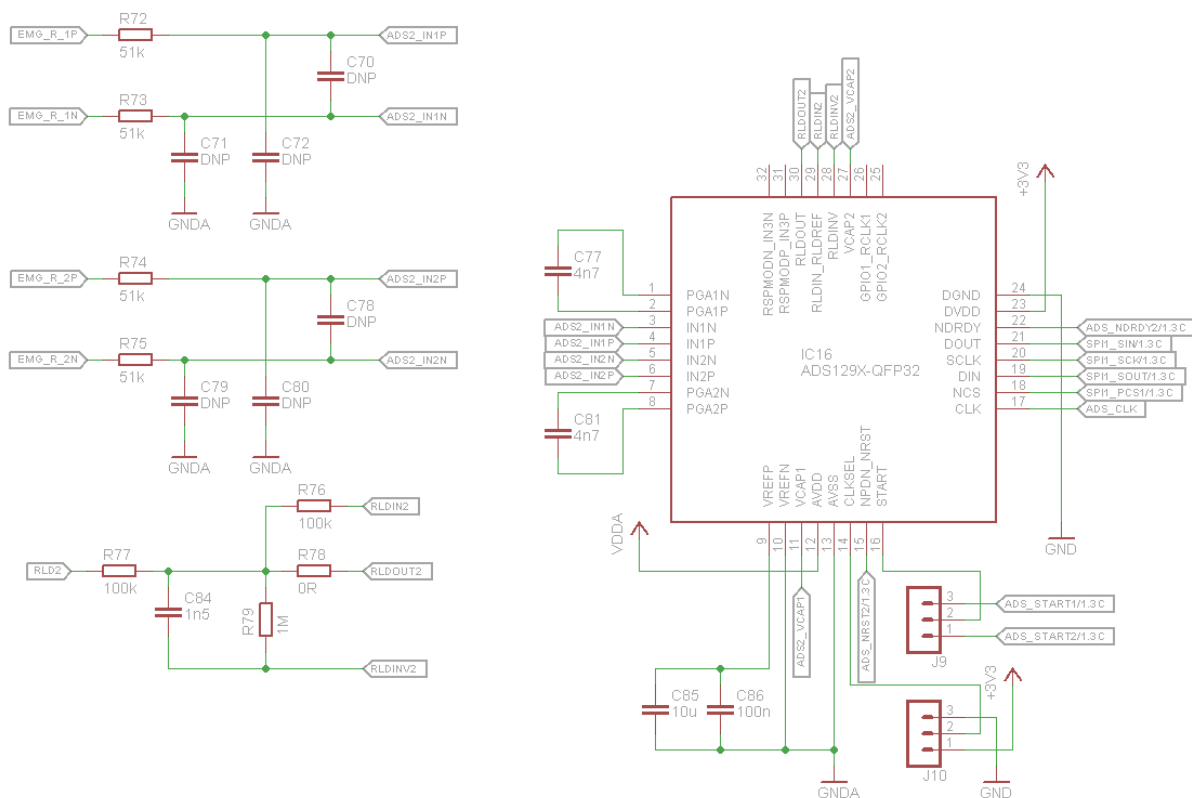 R72
EMG_R_1P
ADS2_IN1P
51k
C70
DNP
R73
EMG_R_1N
ADS2_IN1N
51k
C71
DNP
C72
DNP
GNDA
GNDA
R74
EMG_R_2P
ADS2_IN2P
51k
C78
DNP
R75
EMG_R_2N
ADS2_IN2N
51k
C79
DNP
C80
DNP
GNDA
GNDA
R76
RLDIN2
100k
R77
R78
RLD2
RLDOUT2
100k
0R
C84
1n5
R79
1M
RLDINV2
RLDOUT2
RLDIN2
RLDINV2
ADS2_VCAP2
32
31
30
29
28
27
26
25
RSPMODN_IN3N
RSPMODP_IN3P
RLDOUT
RLDIN_RLDREF
RLDINV
VCAP2
GPIO1_RCLK1
GPIO2_RCLK2
+3V3
C77
4n7
1 PGA1N
2 PGA1P
ADS2_IN1N 3 IN1N
ADS2_IN1P 4 IN1P
ADS2_IN2N 5 IN2N
ADS2_IN2P 6 IN2P
7 PGA2N
8 PGA2P
C81
4n7
IC16
ADS129X-QFP32
DGND 24
DVDD 23
NDRDY 22 ADS_NDRDY2/1.3C
DOUT 21 SPI1_SIN/1.3C
SCLK 20 SPI1_SCK/1.3C
DIN 19 SPI1_SOUT/1.3C
NCS 18 SPI1_PCS1/1.3C
CLK 17 ADS_CLK
VREFP
VREFN
VCAP1
AVDD
AVSS
CLKSEL
NPDN_NRST
START
9
10
11
12
13
14
15
16
VDDA
GND
ADS2_VCAP1
ADS_NRST2/1.3C
3 ADS_START1/1.3C
2
1 ADS_START2/1.3C
J9
+3V3
C85
10u
C86
100n
3
2
1
J10
GNDA
GND